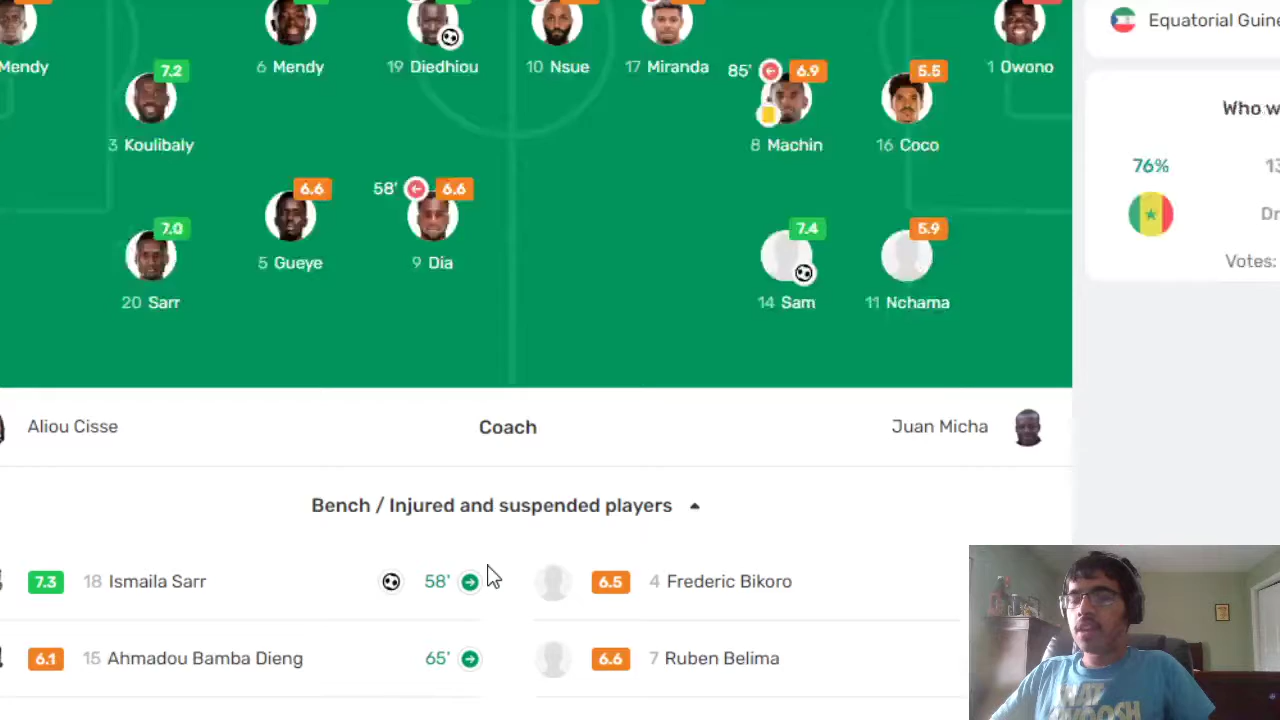 Equatorial Guine
Mendy
6 Mendy
19 Diedhiou
10 Nsue
17 Miranda
1 Owono
7.2
85'
6.9
5.5
Who w
3 Koulibaly
8 Machin
16 Coco
76%
13
6.6
58'
6.6
7.0
7.4
5.9
Dr
5 Gueye
9 Dia
Votes:
20 Sarr
14 Sam
11 Nchama
Aliou Cisse
Coach
Juan Micha
Bench / Injured and suspended players
7.3 18 Ismaila Sarr 58'
6.5 4 Frederic Bikoro
6.1 15 Ahmadou Bamba Dieng 65'
6.6 7 Ruben Belima
THAT
WHOOSH